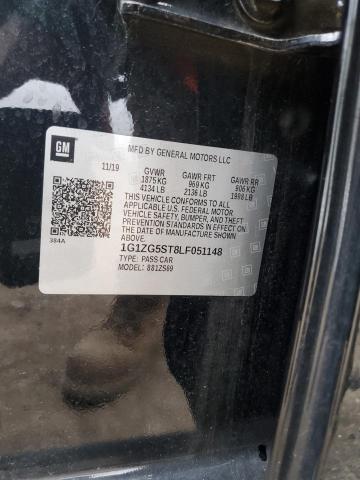 GM
MFD BY GENERAL MOTORS LLC
11/19 GVWR GAWR FRT GAWR RR
1875 KG 969 KG 906 KG
4134 LB 2136 LB 1998 LB
THIS VEHICLE CONFORMS TO ALL
APPLICABLE U.S. FEDERAL MOTOR
VEHICLE SAFETY, BUMPER, AND THEFT
PREVENTION STANDARDS IN EFFECT ON
THE DATE OF MANUFACTURE SHOWN
ABOVE.
384A
1G1ZG5ST8LF051148
TYPE: PASS CAR
MODEL: 881ZS69